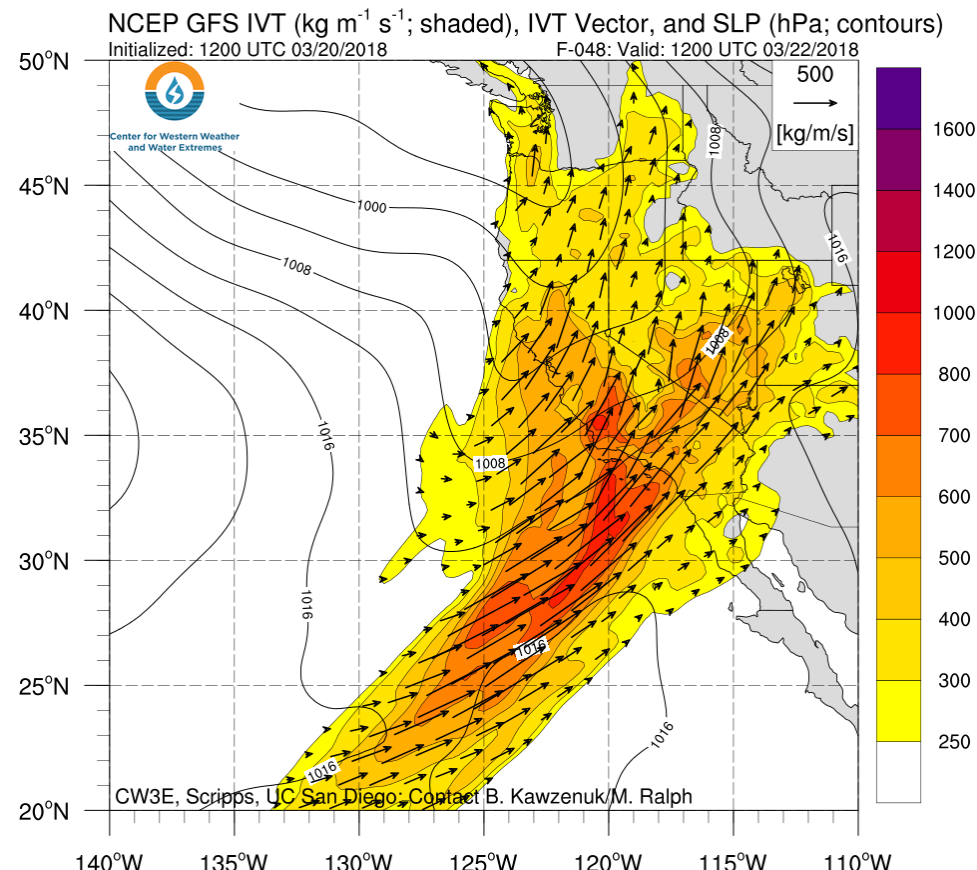 NCEP GFS IVT (kg m⁻¹ s⁻¹; shaded), IVT Vector, and SLP (hPa; contours)
Initialized: 1200 UTC 03/20/2018 F-048: Valid: 1200 UTC 03/22/2018
50°N
45°N
40°N
35°N
30°N
25°N
20°N
Center for Western Weather
and Water Extremes
500
[kg/m/s]
1008
1000
1016
1008
1008
1016
1008
1016
1016
1016
1016
CW3E, Scripps, UC San Diego; Contact B. Kawzenuk/M. Ralph
140°W 135°W 130°W 125°W 120°W 115°W 110°W
1600
1400
1200
1000
800
700
600
500
400
300
250